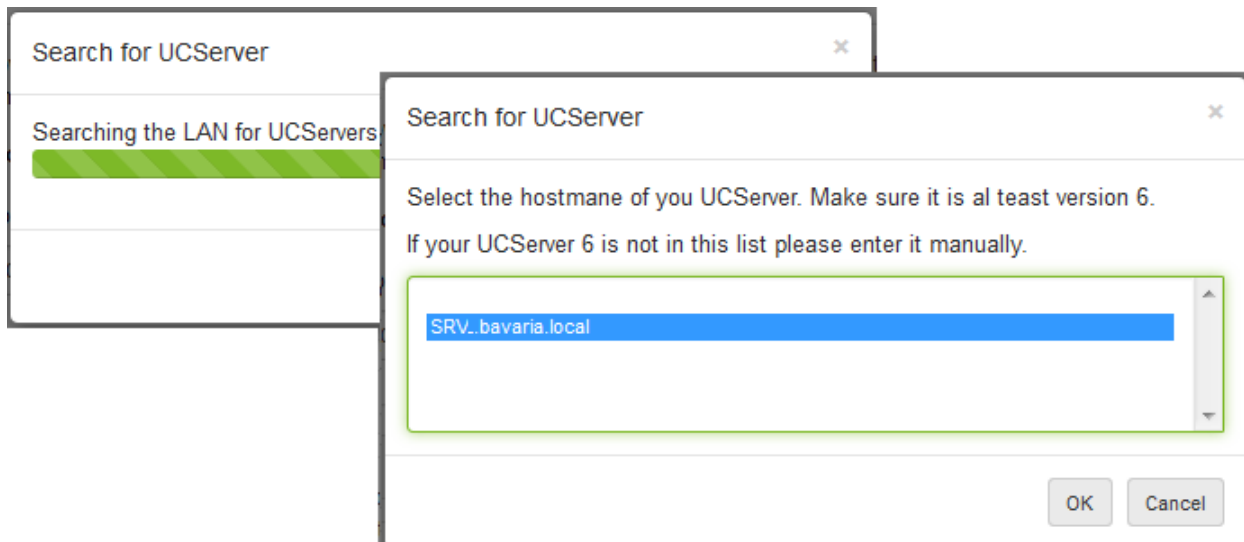 Search for UCServer
×
Searching the LAN for UCServers
Search for UCServer
×
Select the hostmane of you UCServer. Make sure it is al teast version 6.
If your UCServer 6 is not in this list please enter it manually.
SRV...bavaria.local
OK
Cancel